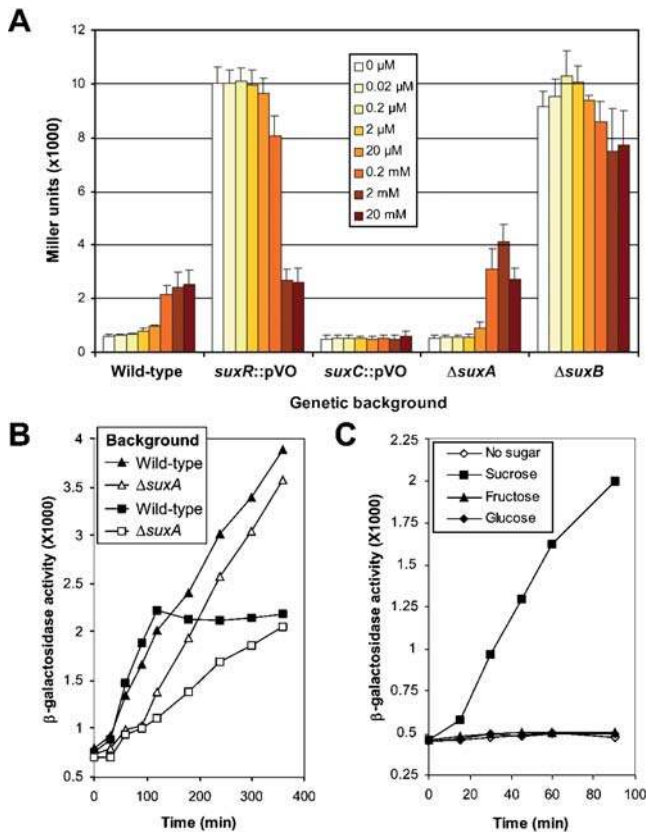 A
Miller units (x1000)
12
10
8
6
4
2
0
0 µM
0.02 µM
0.2 µM
2 µM
20 µM
0.2 mM
2 mM
20 mM
Wild-type
suxR::pVO
suxC::pVO
ΔsuxA
ΔsuxB
Genetic background
B
β-galactosidase activity (X1000)
4
3.5
3
2.5
2
1.5
1
0.5
Background
Wild-type
ΔsuxA
Wild-type
ΔsuxA
0
100
200
300
400
Time (min)
C
β-galactosidase activity (X1000)
2.25
2
1.75
1.5
1.25
1
0.75
0.5
0.25
No sugar
Sucrose
Fructose
Glucose
0
20
40
60
80
100
Time (min)